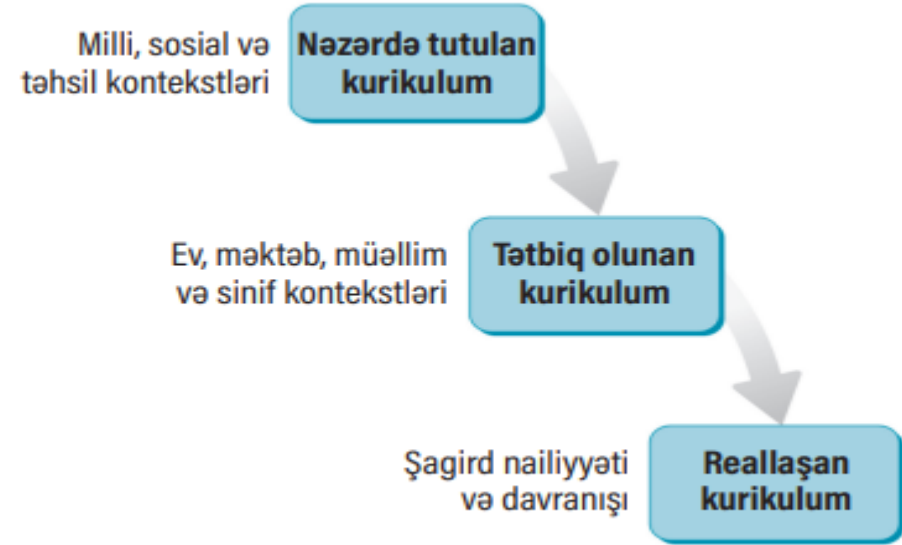 Milli, sosial və
təhsil kontekstləri
Nəzərdə tutulan
kurikulum
Ev, məktəb, müəllim
və sinif kontekstləri
Tətbiq olunan
kurikulum
Şagird nailiyyəti
və davranışı
Reallaşan
kurikulum